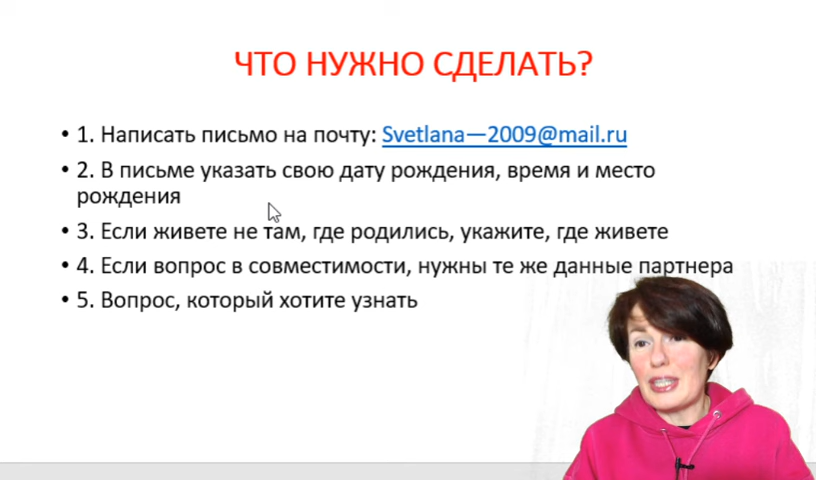 ЧТО НУЖНО СДЕЛАТЬ?
• 1. Написать письмо на почту: Svetlana—2009@mail.ru
• 2. В письме указать свою дату рождения, время и место
рождения
• 3. Если живете не там, где родились, укажите, где живете
• 4. Если вопрос в совместимости, нужны те же данные партнера
• 5. Вопрос, который хотите узнать